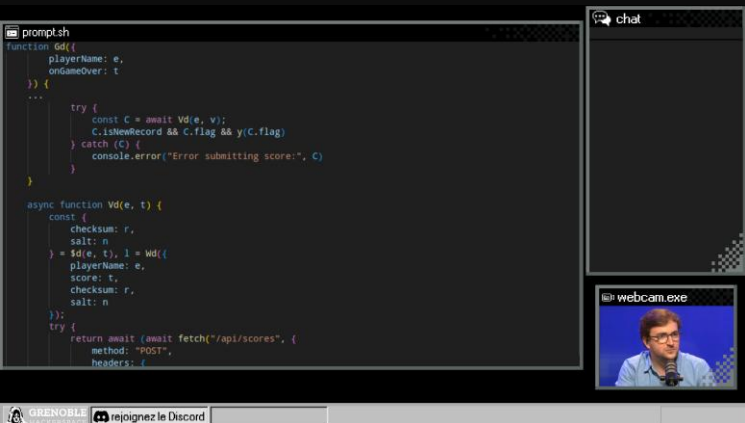 prompt.sh
function Gd({
playerName: e,
onGameOver: t
}) {
...
try {
const C = await Vd(e, v);
C.isNewRecord && C.flag && y(C.flag)
} catch (C) {
console.error("Error submitting score:", C)
}
}
async function Vd(e, t) {
const {
checksum: r,
salt: n
} = $d(e, t), l = Wd({
playerName: e,
score: t,
checksum: r,
salt: n
});
try {
return await (await fetch("/api/scores", {
method: "POST",
headers: {
chat
webcam.exe
GRENOBLE
rejoignez le Discord